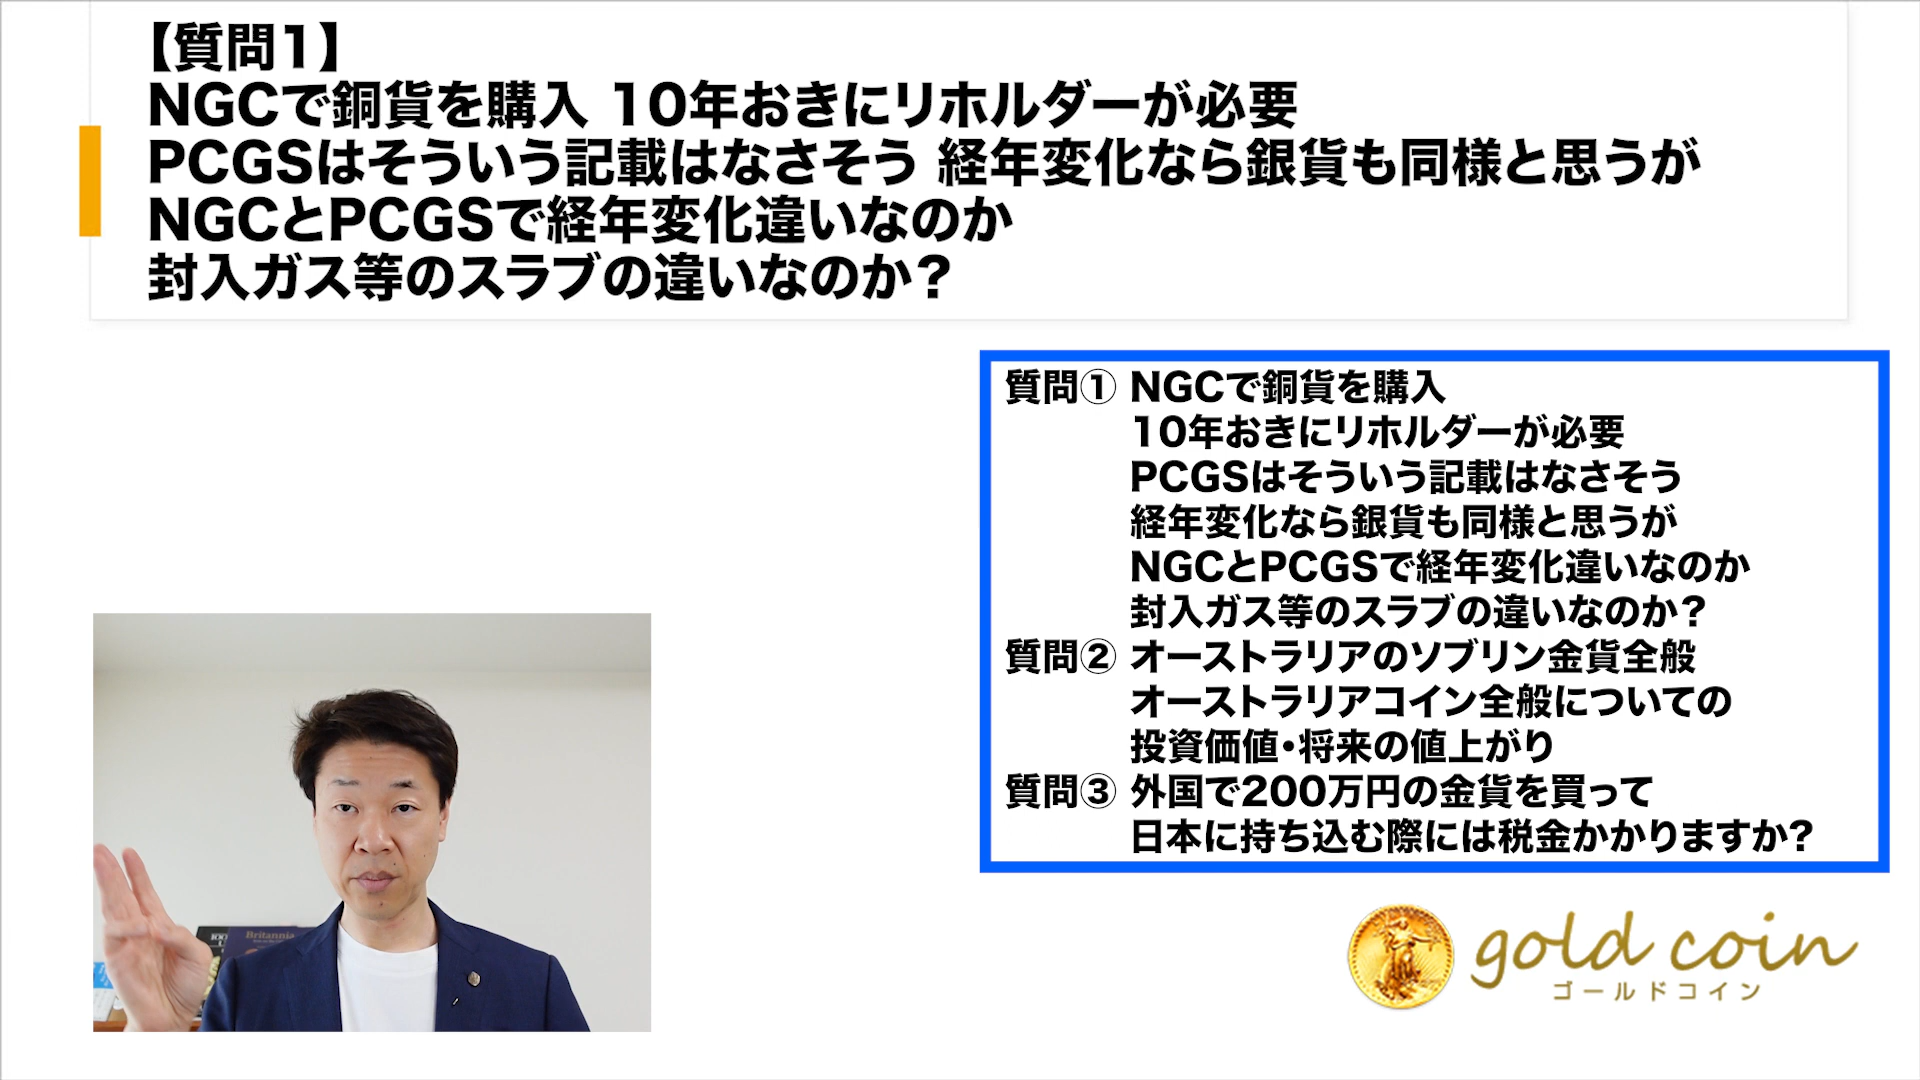 【質問1】
NGCで銅貨を購入 10年おきにリホルダーが必要
PCGSはそういう記載はなさそう 経年変化なら銀貨も同様と思うが
NGCとPCGSで経年変化違いなのか
封入ガス等のスラブの違いなのか？
質問① NGCで銅貨を購入
10年おきにリホルダーが必要
PCGSはそういう記載はなさそう
経年変化なら銀貨も同様と思うが
NGCとPCGSで経年変化違いなのか
封入ガス等のスラブの違いなのか？
質問② オーストラリアのソブリン金貨全般
オーストラリアコイン全般についての
投資価値・将来の値上がり
質問③ 外国で200万円の金貨を買って
日本に持ち込む際には税金かかりますか?
Britannia
gold coin
ゴールドコイン